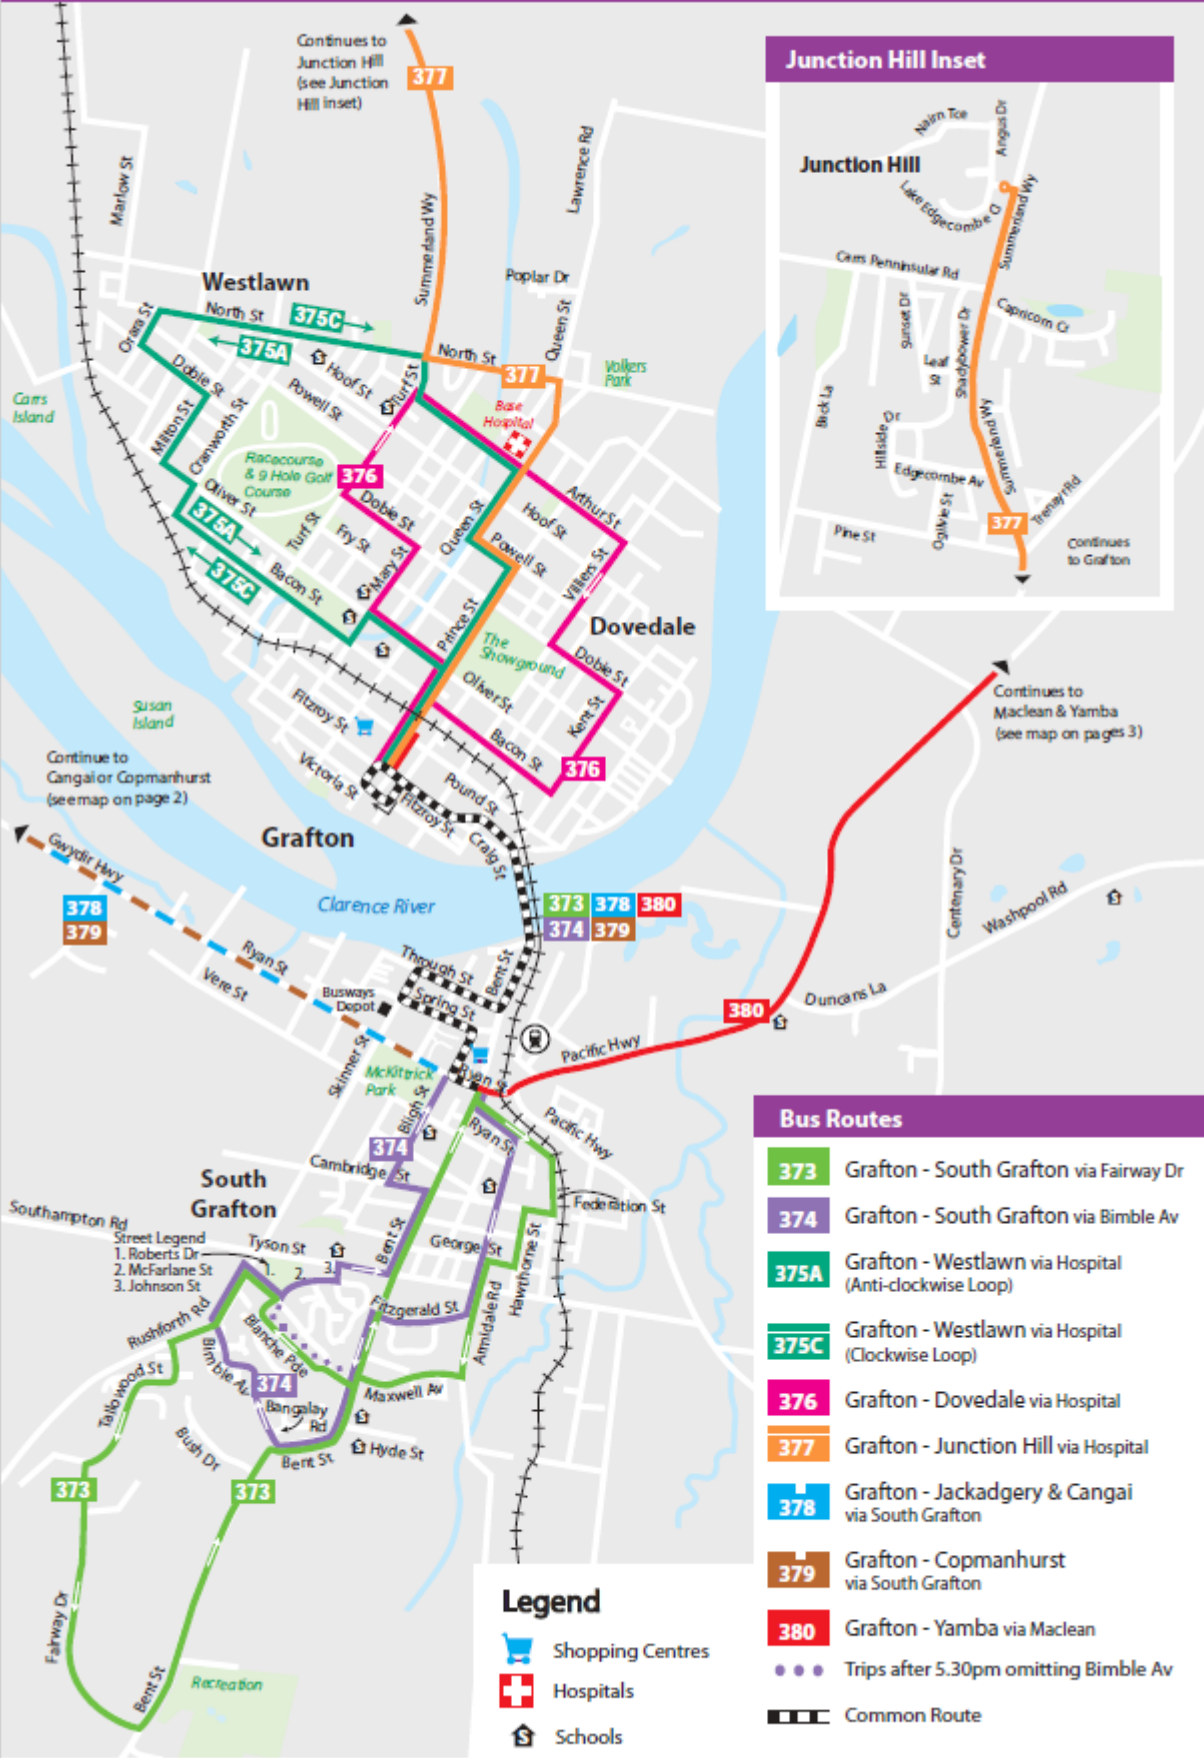 Continues to
Junction Hill
(see Junction
Hill inset)
377
Marlow St
Lawrence Rd
Summerland Wy
Westlawn
Poplar Dr
Queen St
North St
375C
375A
Orara St
North St
377
Volkers
Park
Carrs
Island
Dobie St
Hoof St
Powell St
Turf St
Base
Hospital
Milton St
Cranworth St
Racecourse
& 9 Hole Golf
Course
376
Oliver St
Dobie St
Arthur St
Hoof St
375A
Turf St
Fry St
Queen St
Powell St
375C
Bacon St
Mary St
Villiers St
Prince St
Dovedale
The
Showground
Dobie St
Oliver St
Kent St
Susan
Island
Fitzroy St
Bacon St
376
Continue to
Cangai or Copmanhurst
(see map on page 2)
Victoria St
Pound St
Fitzroy St
Craig St
Grafton
Gwydir Hwy
Clarence River
378
379
373 378 380
374 379
Continues to
Maclean & Yamba
(see map on pages 3)
Centenary Dr
Washpool Rd
Duncans La
380
Pacific Hwy
Ryan St
Vere St
Through St
Bent St
Busways
Depot
Spring St
Skinner St
McKittrick
Park
Ryan St
Bligh St
Ryan St
Pacific Hwy
374
Cambridge St
South
Grafton
Federation St
Southampton Rd
Street Legend
1. Roberts Dr
2. McFarlane St
3. Johnson St
Tyson St
1.
2.
3.
Bent St
George St
Hawthorne St
Armidale Rd
Fitzgerald St
Rushforth Rd
Blanche Pde
Bimble Av
Tallowood St
374
Maxwell Av
Bangalay
Rd
Bush Dr
Bent St
Hyde St
373
373
Fairway Dr
Bent St
Recreation
Junction Hill Inset
Nairn Tce
Angus Dr
Junction Hill
Lake Edgecombe Cl
Summerland Wy
Carrs Penninsular Rd
Sunset Dr
Shadybower Dr
Capricorn Cr
Leaf
St
Back La
Hillside Dr
Summerland Wy
Edgecombe Av
Ogilvie St
Trenayr Rd
Pine St
377
Continues
to Grafton
Bus Routes
373 Grafton - South Grafton via Fairway Dr
374 Grafton - South Grafton via Bimble Av
375A Grafton - Westlawn via Hospital
(Anti-clockwise Loop)
375C Grafton - Westlawn via Hospital
(Clockwise Loop)
376 Grafton - Dovedale via Hospital
377 Grafton - Junction Hill via Hospital
378 Grafton - Jackadgery & Cangai
via South Grafton
379 Grafton - Copmanhurst
via South Grafton
380 Grafton - Yamba via Maclean
Trips after 5.30pm omitting Bimble Av
Common Route
Legend
Shopping Centres
Hospitals
S Schools